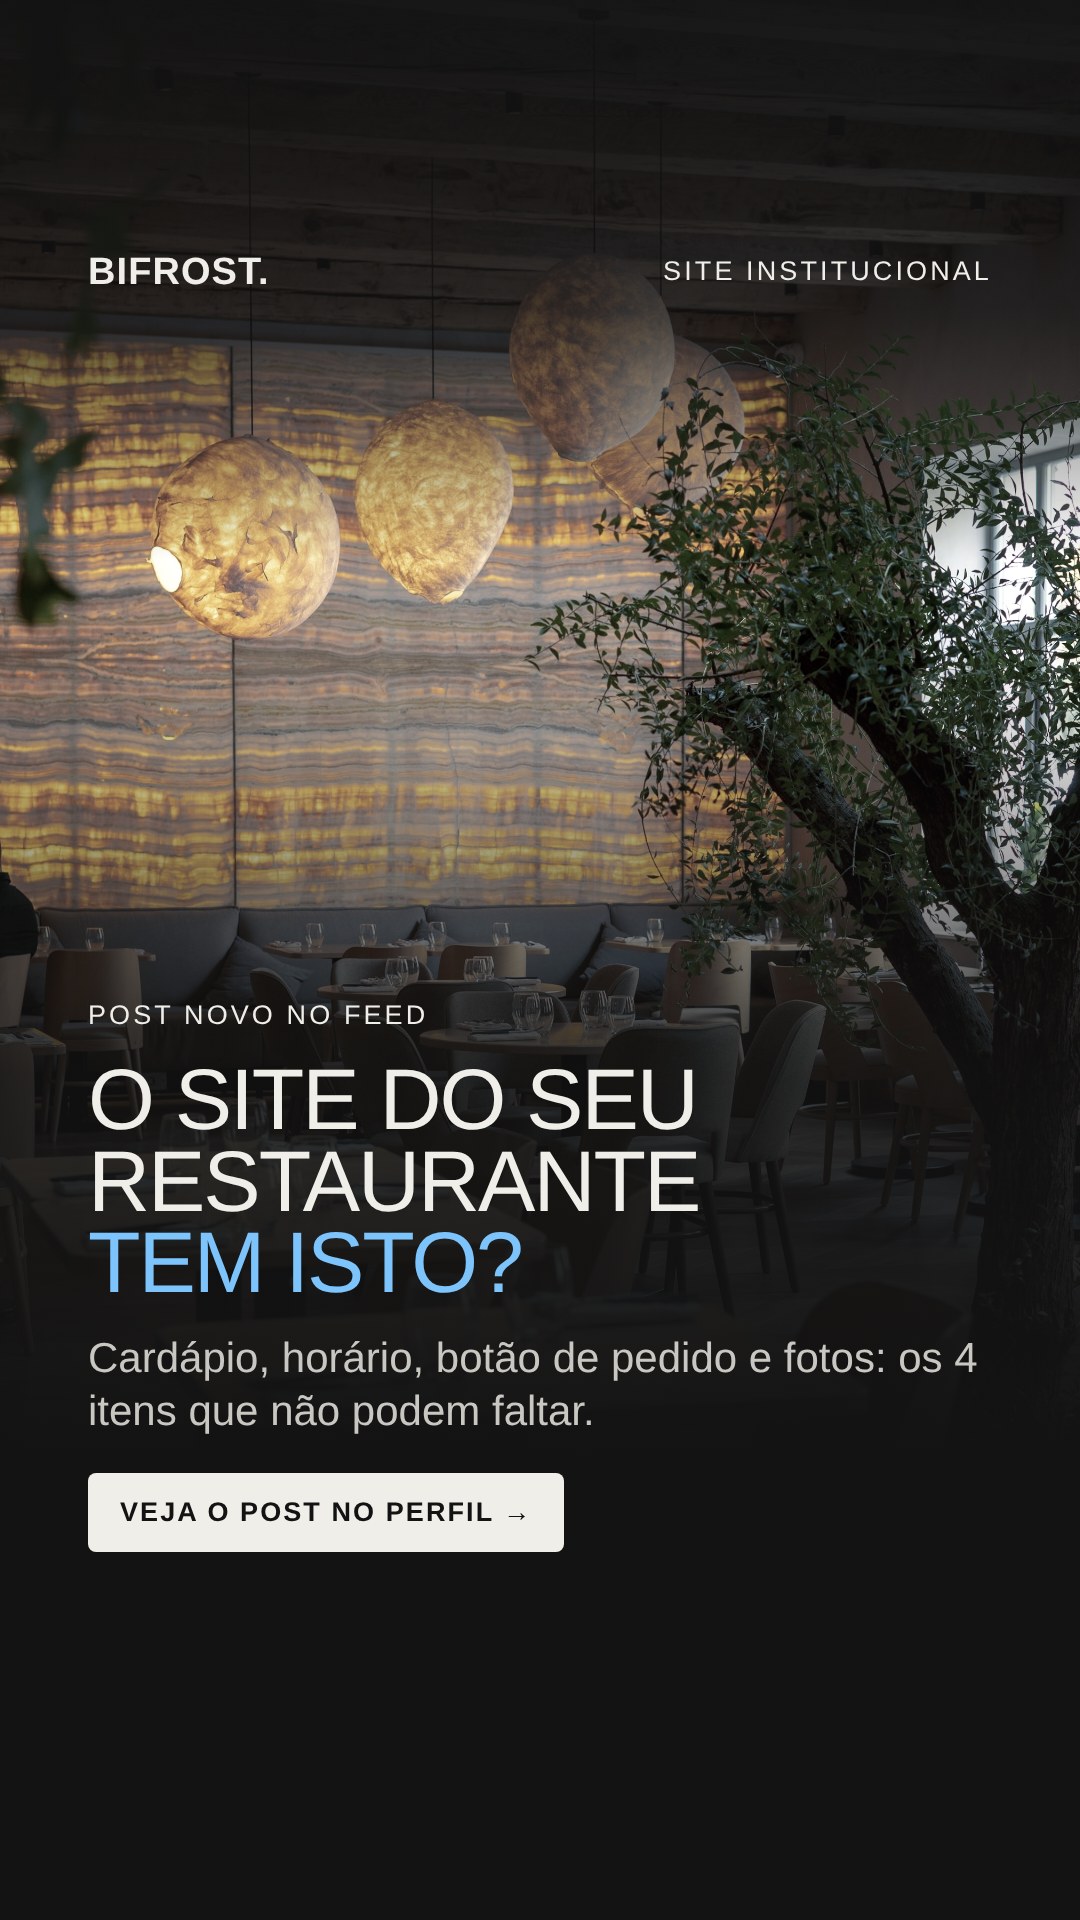 BIFROST.
SITE INSTITUCIONAL
POST NOVO NO FEED
O SITE DO SEU
RESTAURANTE
TEM ISTO?
Cardápio, horário, botão de pedido e fotos: os 4
itens que não podem faltar.
VEJA O POST NO PERFIL →